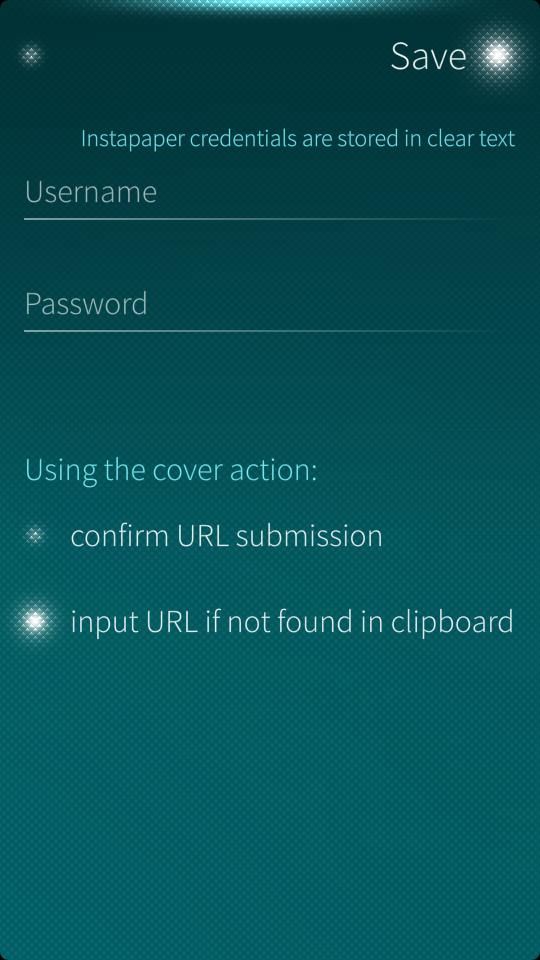 Save
Instapaper credentials are stored in clear text
Username
Password
Using the cover action:
confirm URL submission
input URL if not found in clipboard